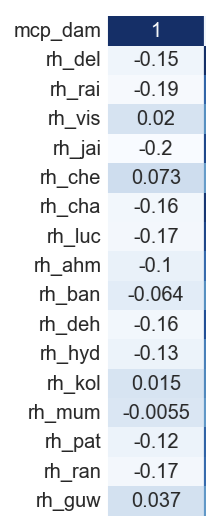 mcp_dam 1
rh_del -0.15
rh_rai -0.19
rh_vis 0.02
rh_jai -0.2
rh_che 0.073
rh_cha -0.16
rh_luc -0.17
rh_ahm -0.1
rh_ban -0.064
rh_deh -0.16
rh_hyd -0.13
rh_kol 0.015
rh_mum -0.0055
rh_pat -0.12
rh_ran -0.17
rh_guw 0.037